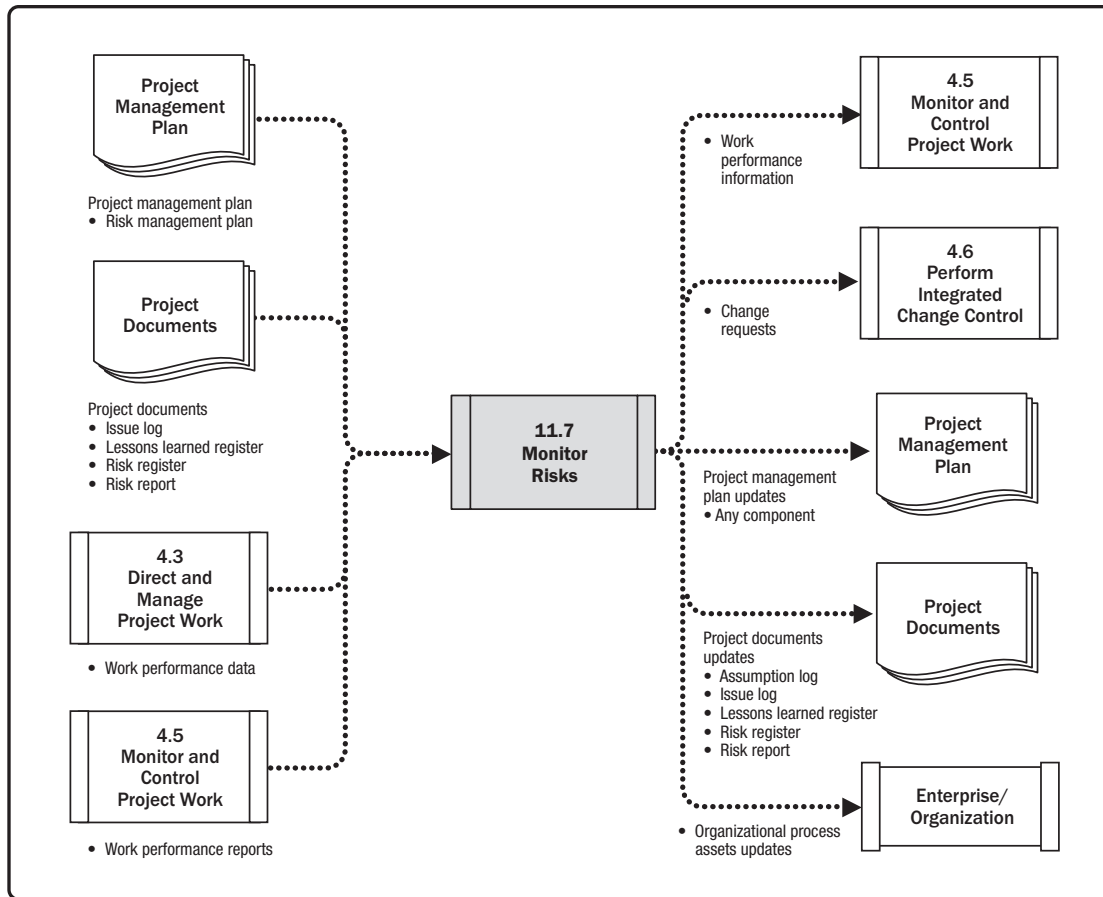 Project
Management
Plan
Project management plan
• Risk management plan
Project
Documents
Project documents
• Issue log
• Lessons learned register
• Risk register
• Risk report
4.3
Direct and
Manage
Project Work
• Work performance data
4.5
Monitor and
Control
Project Work
• Work performance reports
11.7
Monitor
Risks
4.5
Monitor and
Control
Project Work
• Work
performance
information
4.6
Perform
Integrated
Change Control
• Change
requests
Project
Management
Plan
Project management
plan updates
• Any component
Project
Documents
Project documents
updates
• Assumption log
• Issue log
• Lessons learned register
• Risk register
• Risk report
Enterprise/
Organization
• Organizational process
assets updates